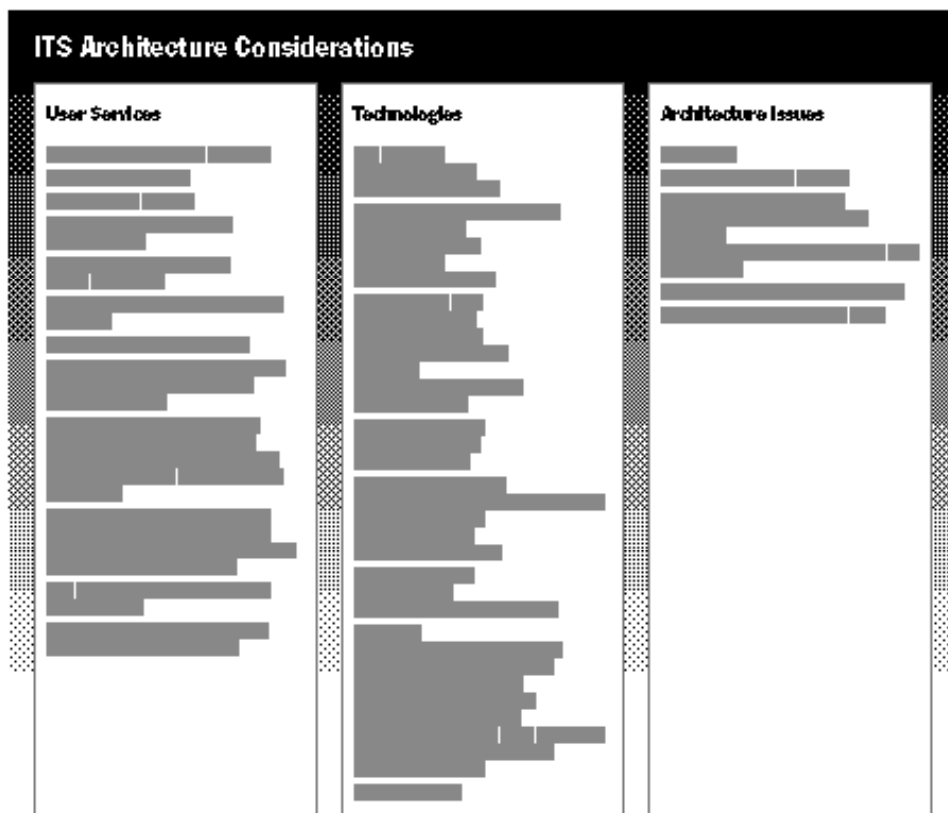 ITS Architecture Considerations
User Services
Technologies
Architecture Issues